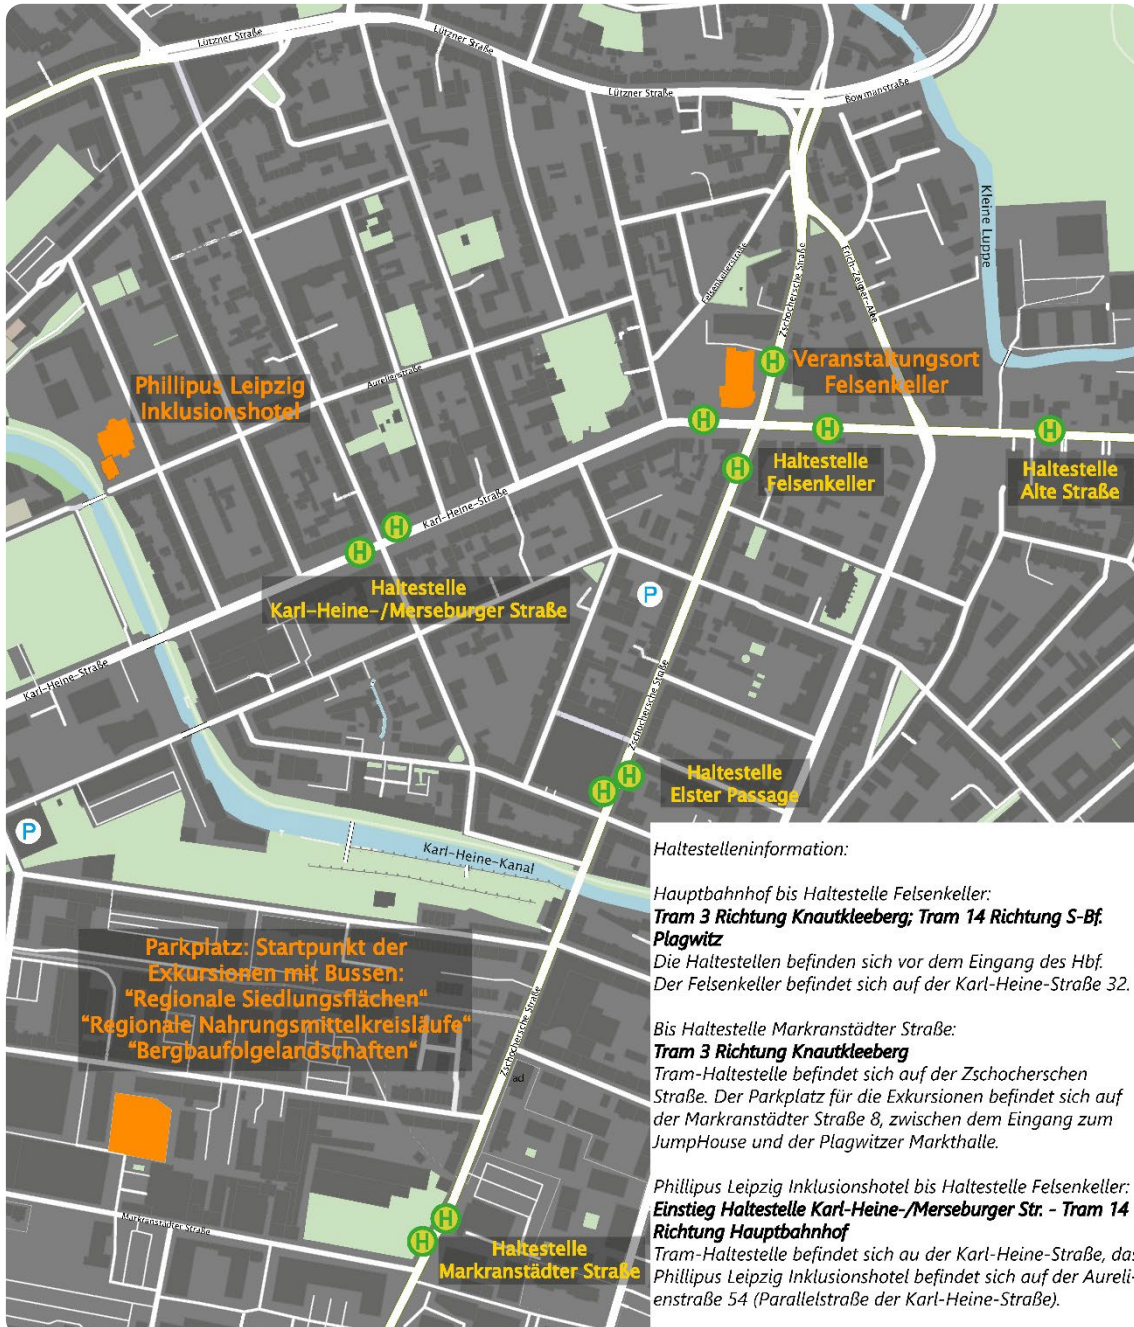 Lützner Straße
Lützner Straße
Lützner Straße
Bowmanstraße
Kleine Luppe
Felsenkellerstraße
Zschochersche Straße
Erich-Zeigner-Allee
Phillipus Leipzig
Inklusionshotel
Aurelienstraße
H
Veranstaltungsort
Felsenkeller
H
H
H
H
Haltestelle
Felsenkeller
Haltestelle
Alte Straße
Karl-Heine-Straße
H
H
Haltestelle
Karl-Heine-/Merseburger Straße
P
Karl-Heine-Straße
Zschochersche Straße
H
H
Haltestelle
Elster Passage
P
Karl-Heine-Kanal
Parkplatz: Startpunkt der
Exkursionen mit Bussen:
"Regionale Siedlungsflächen“
"Regionale Nahrungsmittelkreisläufe“
"Bergbaufolgelandschaften“
Zschochersche Straße
ad
Markranstädter Straße
H
H
Haltestelle
Markranstädter Straße
Haltestelleninformation:
Hauptbahnhof bis Haltestelle Felsenkeller:
Tram 3 Richtung Knautkleeberg; Tram 14 Richtung S-Bf.
Plagwitz
Die Haltestellen befinden sich vor dem Eingang des Hbf.
Der Felsenkeller befindet sich auf der Karl-Heine-Straße 32.
Bis Haltestelle Markranstädter Straße:
Tram 3 Richtung Knautkleeberg
Tram-Haltestelle befindet sich auf der Zschocherschen
Straße. Der Parkplatz für die Exkursionen befindet sich auf
der Markranstädter Straße 8, zwischen dem Eingang zum
JumpHouse und der Plagwitzer Markthalle.
Phillipus Leipzig Inklusionshotel bis Haltestelle Felsenkeller:
Einstieg Haltestelle Karl-Heine-/Merseburger Str. - Tram 14
Richtung Hauptbahnhof
Tram-Haltestelle befindet sich au der Karl-Heine-Straße, das
Phillipus Leipzig Inklusionshotel befindet sich auf der Aureli-
enstraße 54 (Parallelstraße der Karl-Heine-Straße).